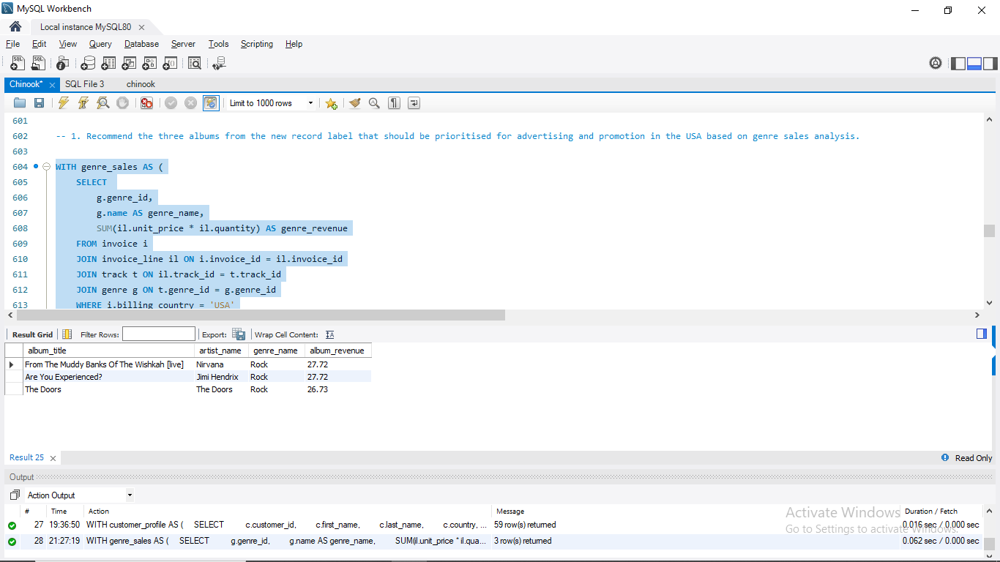 MySQL Workbench
Local instance MySQL80
File Edit View Query Database Server Tools Scripting Help
Chinook* SQL File 3 chinook
Limit to 1000 rows
601
602 -- 1. Recommend the three albums from the new record label that should be prioritised for advertising and promotion in the USA based on genre sales analysis.
603
604 WITH genre_sales AS (
605 SELECT
606 g.genre_id,
607 g.name AS genre_name,
608 SUM(il.unit_price * il.quantity) AS genre_revenue
609 FROM invoice i
610 JOIN invoice_line il ON i.invoice_id = il.invoice_id
611 JOIN track t ON il.track_id = t.track_id
612 JOIN genre g ON t.genre_id = g.genre_id
613 WHERE i.billing_country = 'USA'
Result Grid Filter Rows: Export: Wrap Cell Content:
album_title artist_name genre_name album_revenue
From The Muddy Banks Of The Wishkah [live] Nirvana Rock 27.72
Are You Experienced? Jimi Hendrix Rock 27.72
The Doors The Doors Rock 26.73
Result 25 Read Only
Output
Action Output
# Time Action Message Duration / Fetch
27 19:36:50 WITH customer_profile AS ( SELECT c.customer_id, c.first_name, c.last_name, c.country, ... 59 row(s) returned 0.016 sec / 0.000 sec
28 21:27:19 WITH genre_sales AS ( SELECT g.genre_id, g.name AS genre_name, SUM(il.unit_price * il.qua... 3 row(s) returned 0.062 sec / 0.000 sec
Activate Windows
Go to Settings to activate Windows.